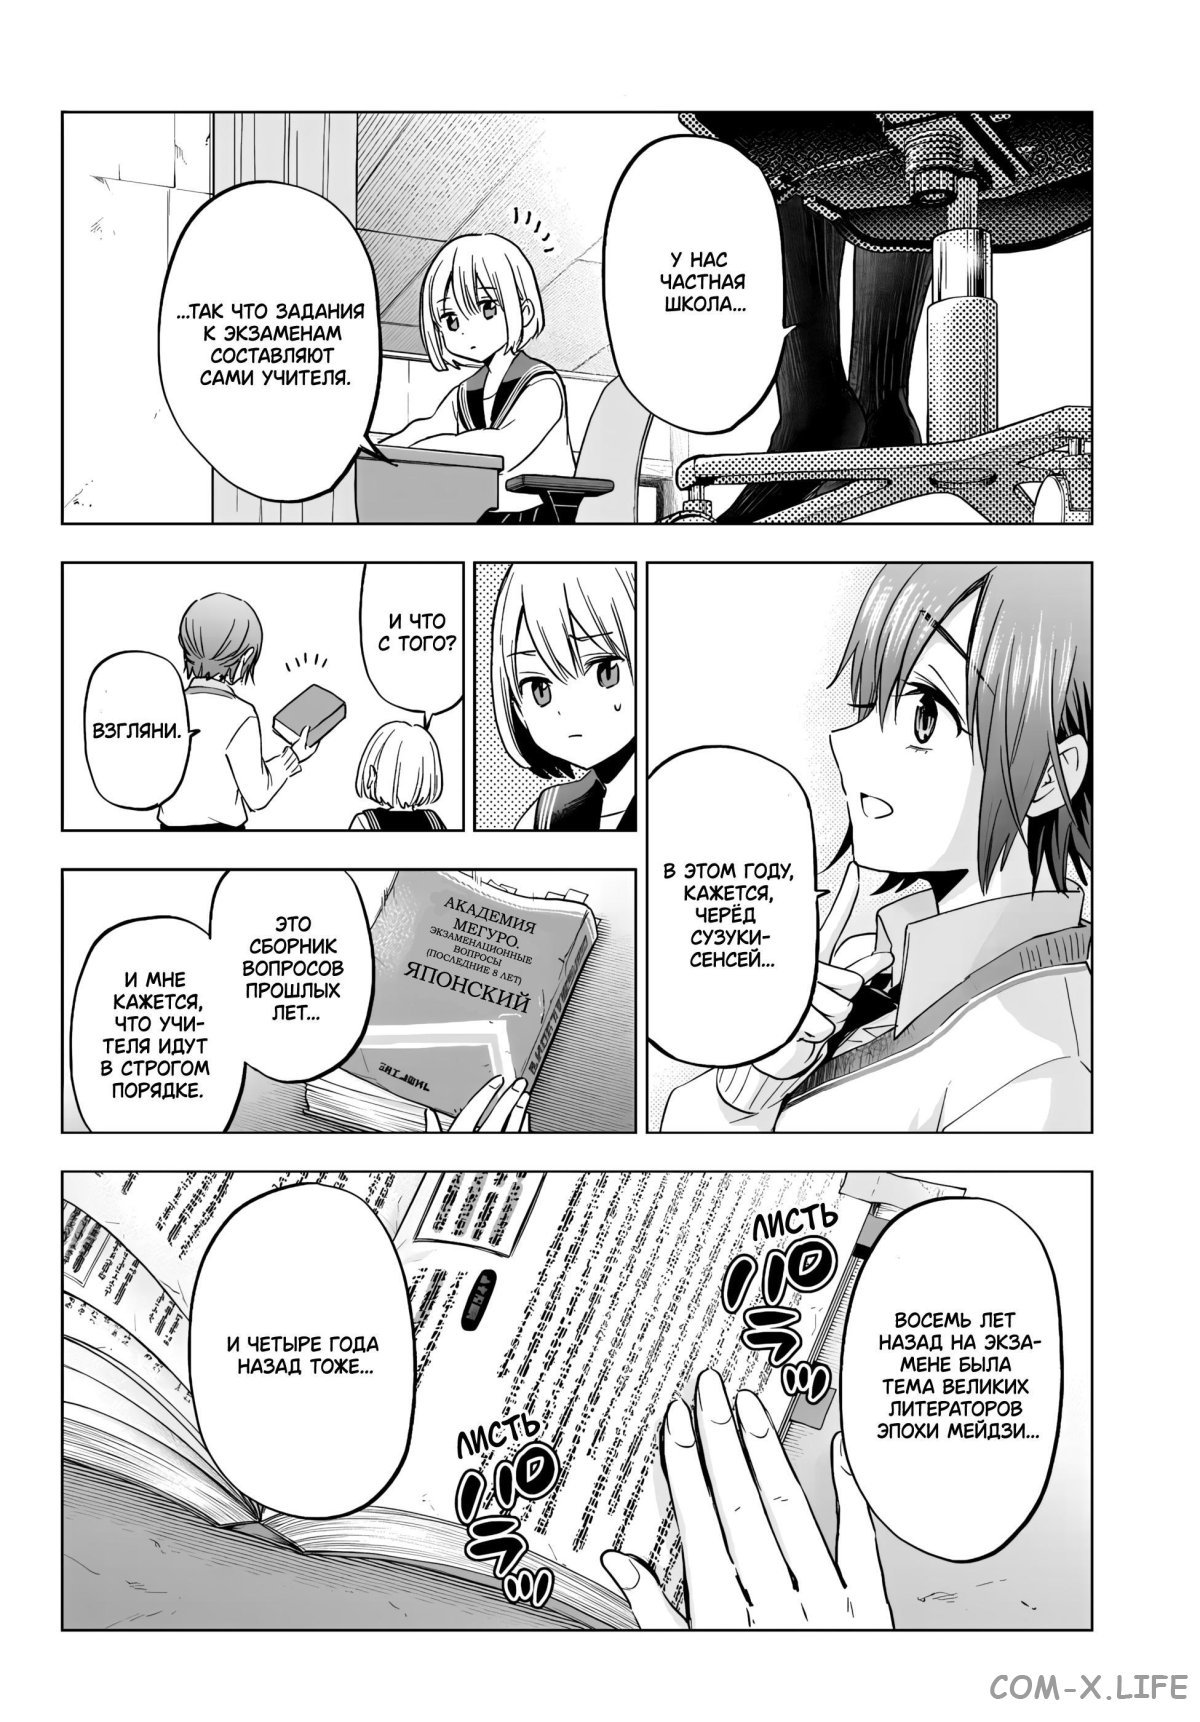 У НАС
ЧАСТНАЯ
ШКОЛА...
...ТАК ЧТО ЗАДАНИЯ
К ЭКЗАМЕНАМ
СОСТАВЛЯЮТ
САМИ УЧИТЕЛЯ.
В ЭТОМ ГОДУ,
КАЖЕТСЯ,
ЧЕРЁД
СУЗУКИ-
СЕНСЕЙ...
И ЧТО
С ТОГО?
ВЗГЛЯНИ.
АКАДЕМИЯ
МЕГУРО.
ЭКЗАМЕНАЦИОННЫЕ
ВОПРОСЫ
(ПОСЛЕДНИЕ 8 ЛЕТ)
ЯПОНСКИЙ
ЭТО
СБОРНИК
ВОПРОСОВ
ПРОШЛЫХ
ЛЕТ...
И МНЕ
КАЖЕТСЯ,
ЧТО УЧИ-
ТЕЛЯ ИДУТ
В СТРОГОМ
ПОРЯДКЕ.
ВОСЕМЬ ЛЕТ
НАЗАД НА ЭКЗА-
МЕНЕ БЫЛА
ТЕМА ВЕЛИКИХ
ЛИТЕРАТОРОВ
ЭПОХИ МЕЙДЗИ...
ЛИСТЬ
パラ
ЛИСТЬ
パラ
И ЧЕТЫРЕ ГОДА
НАЗАД ТОЖЕ...
COM-X.LIFE